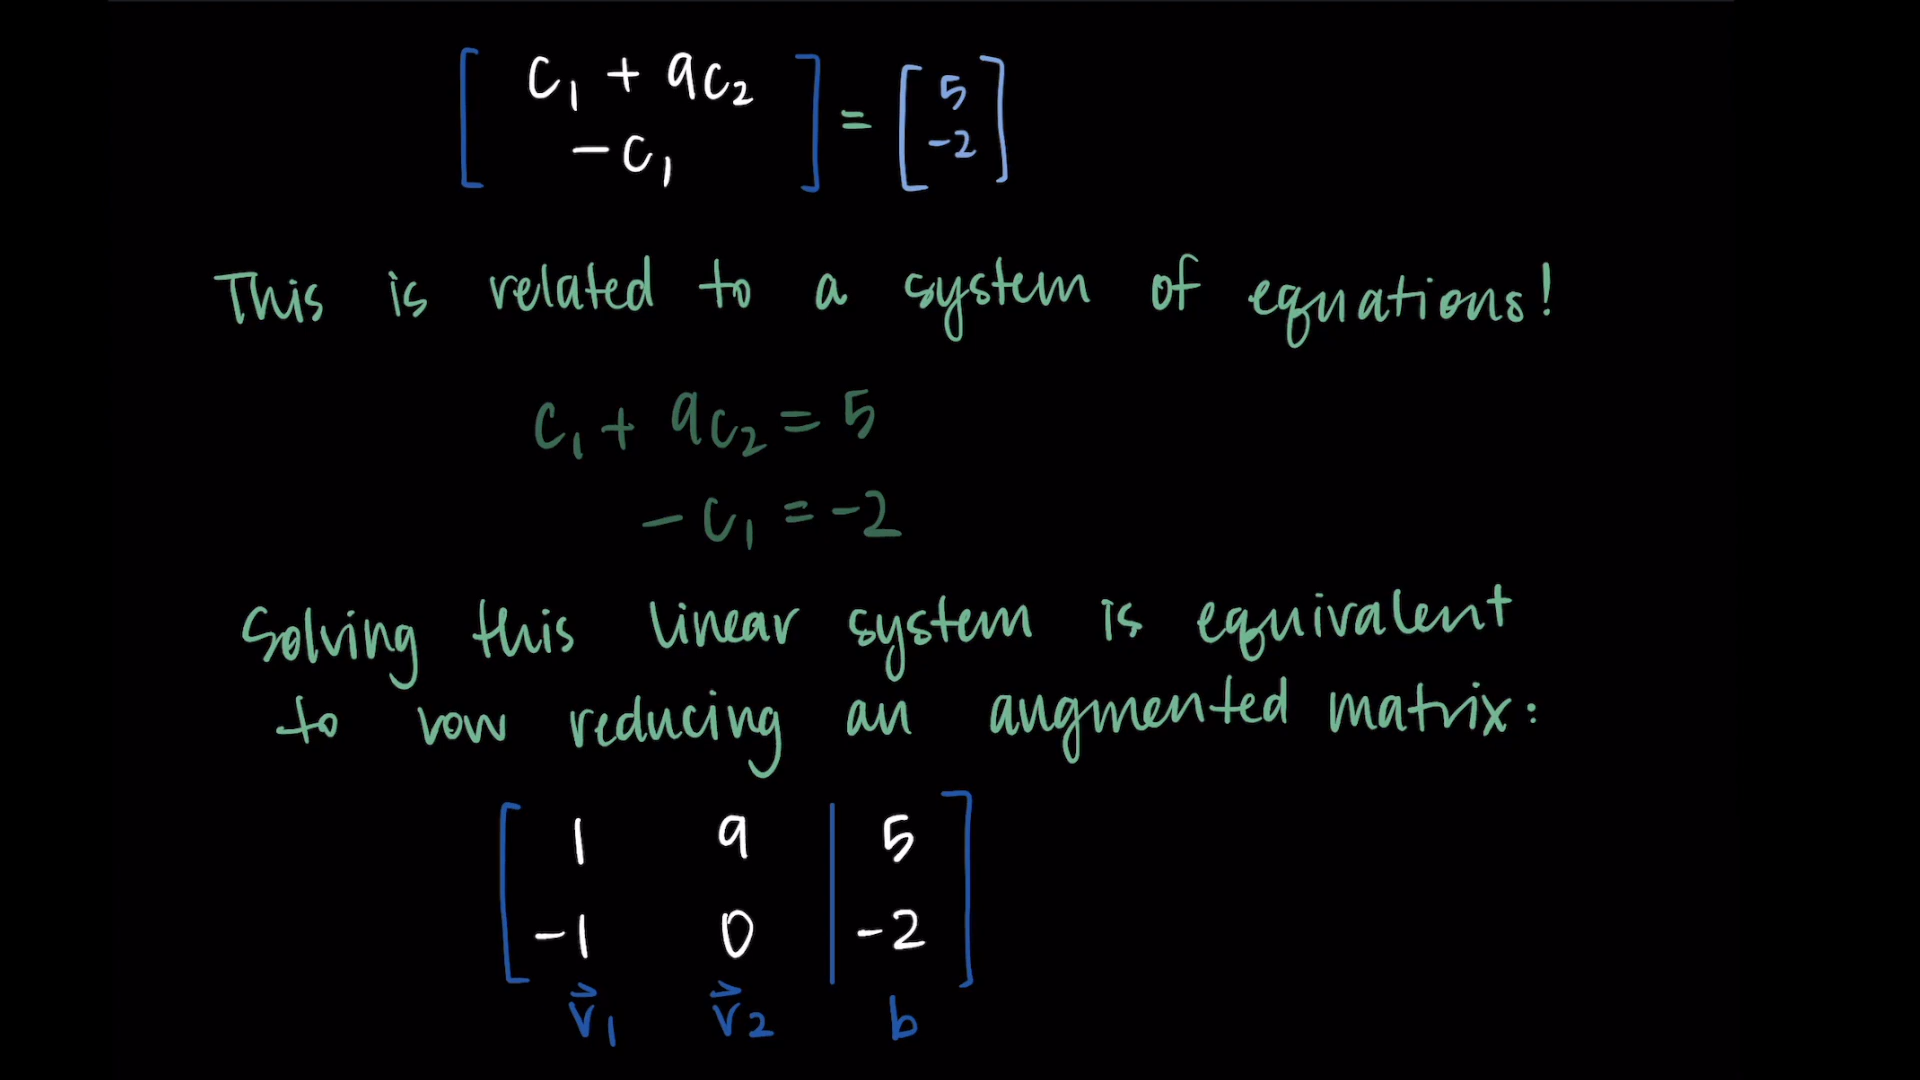 [ c₁ + 9c₂ ] = [ 5 ]
[ -c₁ ] [ -2 ]
This is related to a system of equations!
c₁ + 9c₂ = 5
-c₁ = -2
Solving this linear system is equivalent
to row reducing an augmented matrix:
[ 1 9 | 5 ]
[ -1 0 | -2 ]
v⃗₁ v⃗₂ b